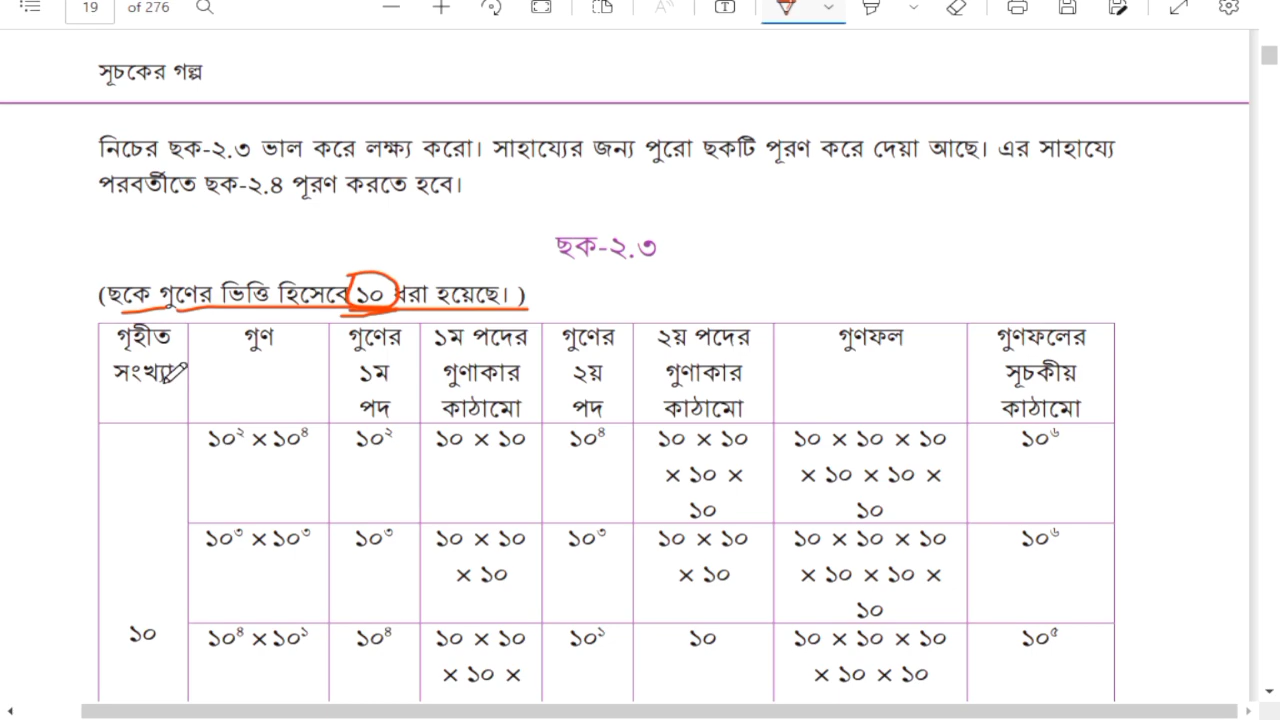 19 of 276
সূচকের গল্প
নিচের ছক-২.৩ ভাল করে লক্ষ্য করো। সাহায্যের জন্য পুরো ছকটি পূরণ করে দেয়া আছে। এর সাহায্যে
পরবর্তীতে ছক-২.৪ পূরণ করতে হবে।
ছক-২.৩
(ছকে গুণের ভিত্তি হিসেবে ১০ ধরা হয়েছে। )
গৃহীত সংখ্যা
গুণ
গুণের ১ম পদ
১ম পদের গুণাকার কাঠামো
গুণের ২য় পদ
২য় পদের গুণাকার কাঠামো
গুণফল
গুণফলের সূচকীয় কাঠামো
১০
১০² × ১০⁴
১০²
১০ × ১০
১০⁴
১০ × ১০ × ১০ × ১০
১০ × ১০ × ১০ × ১০ × ১০ × ১০
১০⁶
১০³ × ১০³
১০³
১০ × ১০ × ১০
১০³
১০ × ১০ × ১০
১০ × ১০ × ১০ × ১০ × ১০ × ১০
১০⁶
১০⁴ × ১০¹
১০⁴
১০ × ১০ × ১০ ×
১০¹
১০
১০ × ১০ × ১০ × ১০ × ১০
১০⁵